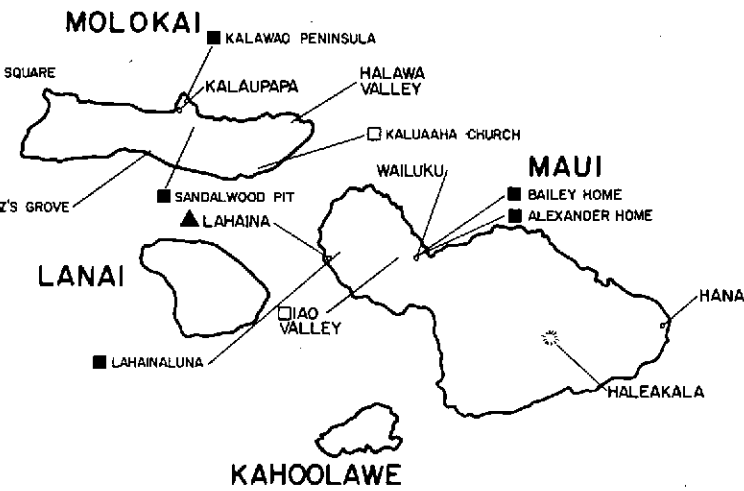 MOLOKAI
KALAWAO PENINSULA
SQUARE
KALAUPAPA
HALAWA
VALLEY
KALUAAHA CHURCH
WAILUKU
MAUI
Z'S GROVE
SANDALWOOD PIT
BAILEY HOME
LAHAINA
ALEXANDER HOME
LANAI
HANA
IAO
VALLEY
LAHAINALUNA
HALEAKALA
KAHOOLAWE